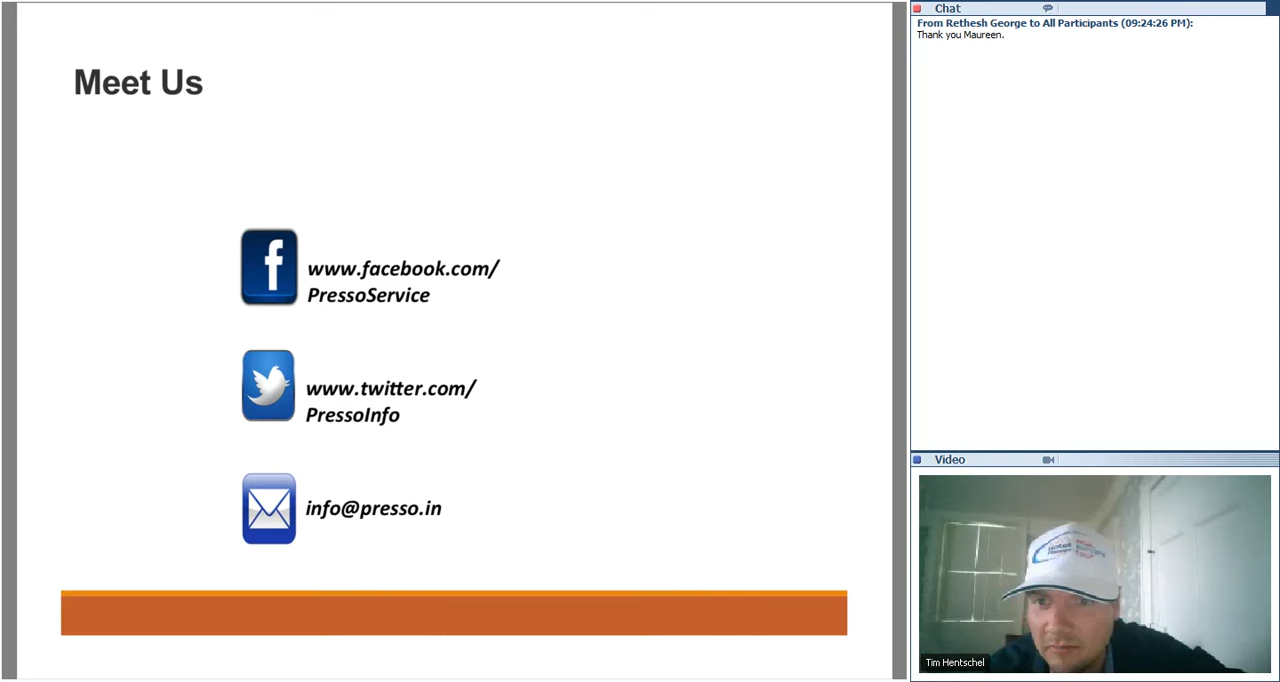 Meet Us
www.facebook.com/
PressoService
www.twitter.com/
PressoInfo
info@presso.in
Chat
From Rethesh George to All Participants (09:24:26 PM):
Thank you Maureen.
Video
Tim Hentschel